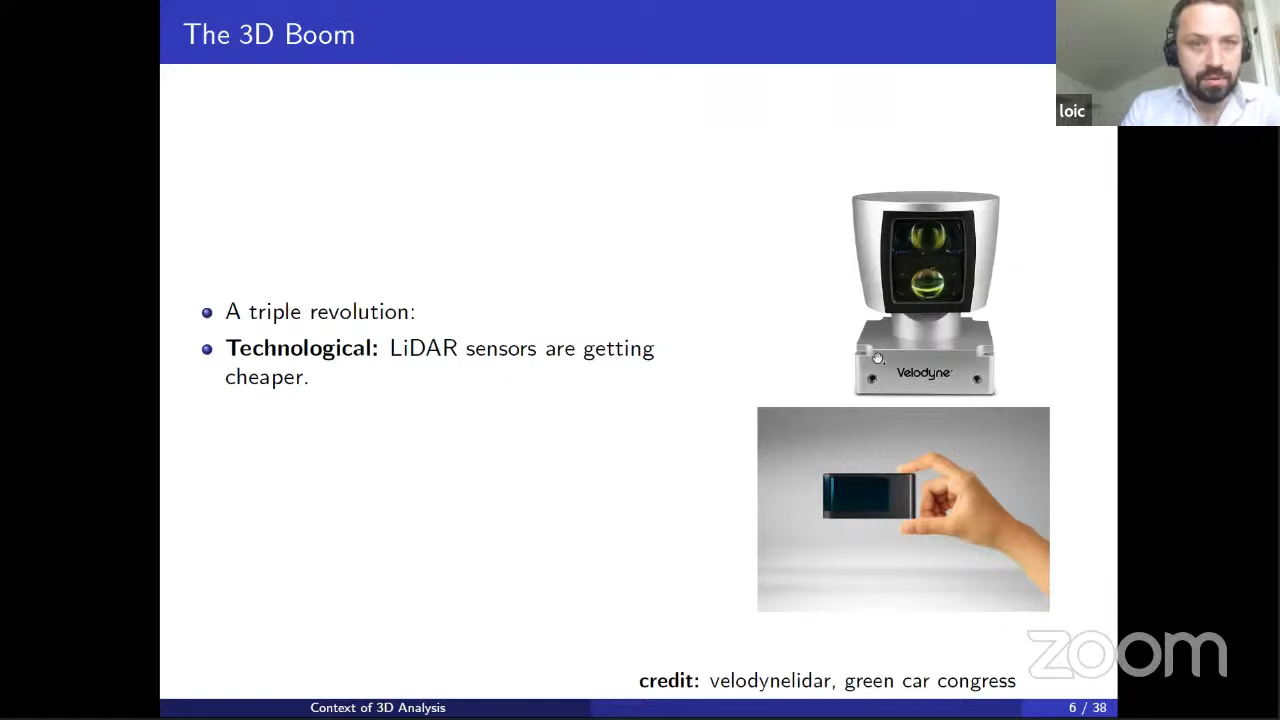 The 3D Boom
loic
A triple revolution:
Technological: LiDAR sensors are getting
cheaper.
Velodyne
credit: velodynelidar, green car congress
zoom
Context of 3D Analysis
6 / 38